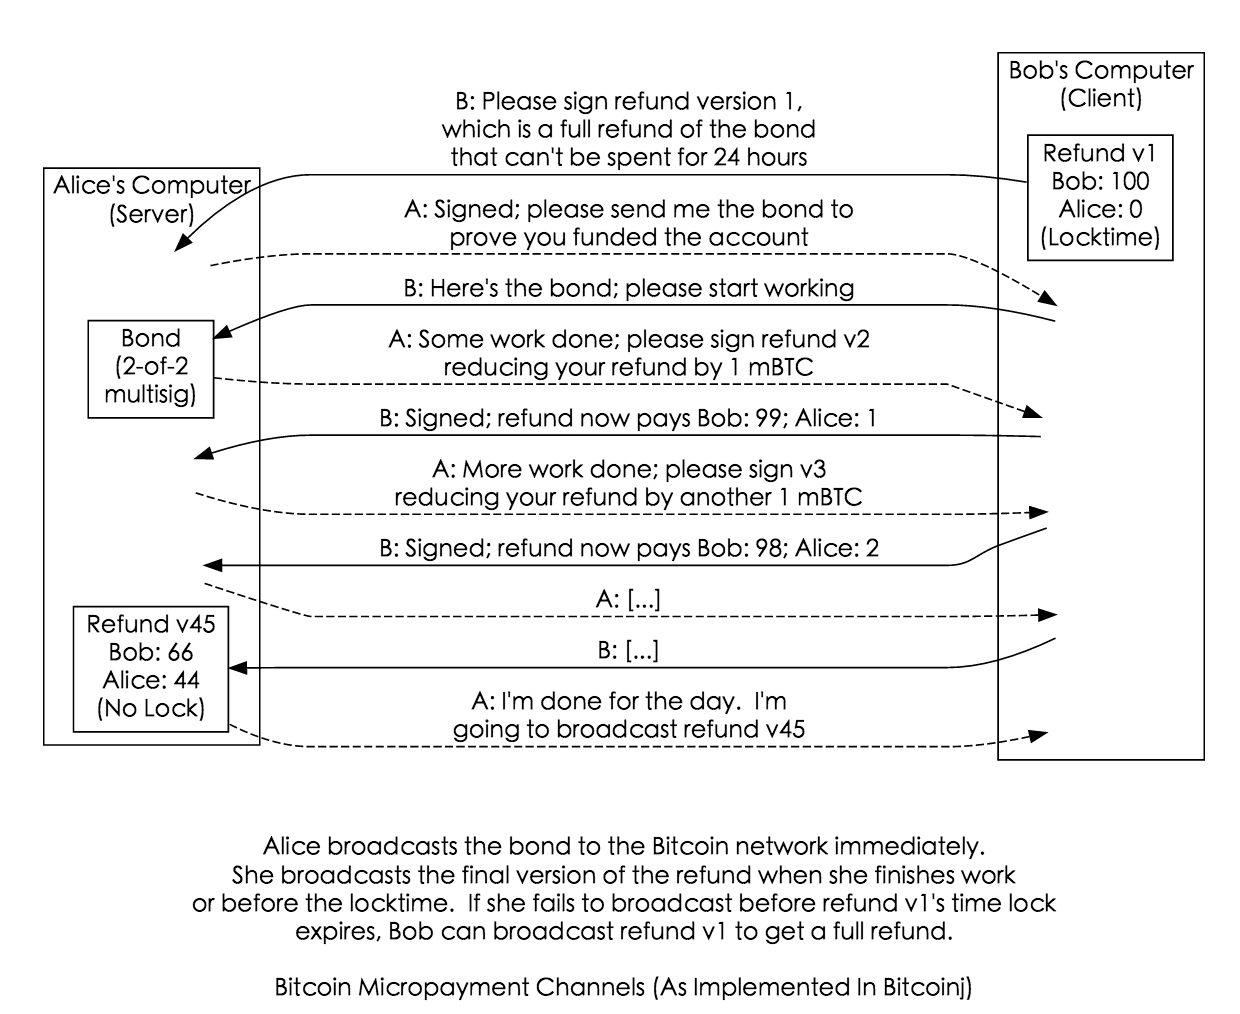 Bob's Computer
(Client)
B: Please sign refund version 1,
which is a full refund of the bond
that can't be spent for 24 hours
Refund v1
Bob: 100
Alice: 0
(Locktime)
Alice's Computer
(Server)
A: Signed; please send me the bond to
prove you funded the account
B: Here's the bond; please start working
Bond
(2-of-2
multisig)
A: Some work done; please sign refund v2
reducing your refund by 1 mBTC
B: Signed; refund now pays Bob: 99; Alice: 1
A: More work done; please sign v3
reducing your refund by another 1 mBTC
B: Signed; refund now pays Bob: 98; Alice: 2
A: [...]
Refund v45
Bob: 66
Alice: 44
(No Lock)
B: [...]
A: I'm done for the day.  I'm
going to broadcast refund v45
Alice broadcasts the bond to the Bitcoin network immediately.
She broadcasts the final version of the refund when she finishes work
or before the locktime.  If she fails to broadcast before refund v1's time lock
expires, Bob can broadcast refund v1 to get a full refund.
Bitcoin Micropayment Channels (As Implemented In Bitcoinj)